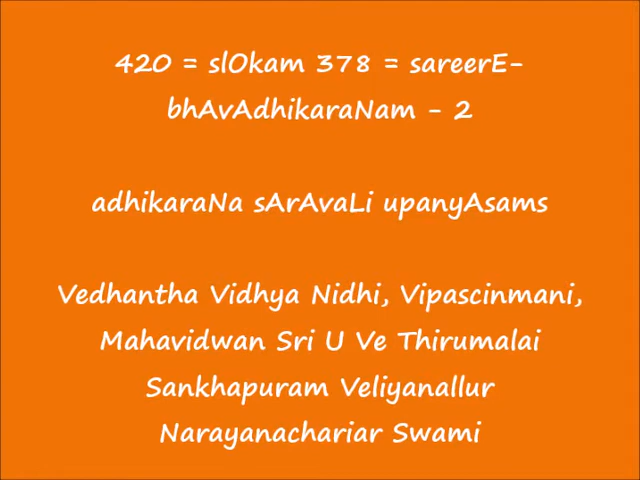 420 = slOkam 378 = sareerE-
bhAvAdhikaraNam - 2
adhikaraNa sArAvaLi upanyAsams
Vedhantha Vidhya Nidhi, Vipascinmani,
Mahavidwan Sri U Ve Thirumalai
Sankhapuram Veliyanallur
Narayanachariar Swami